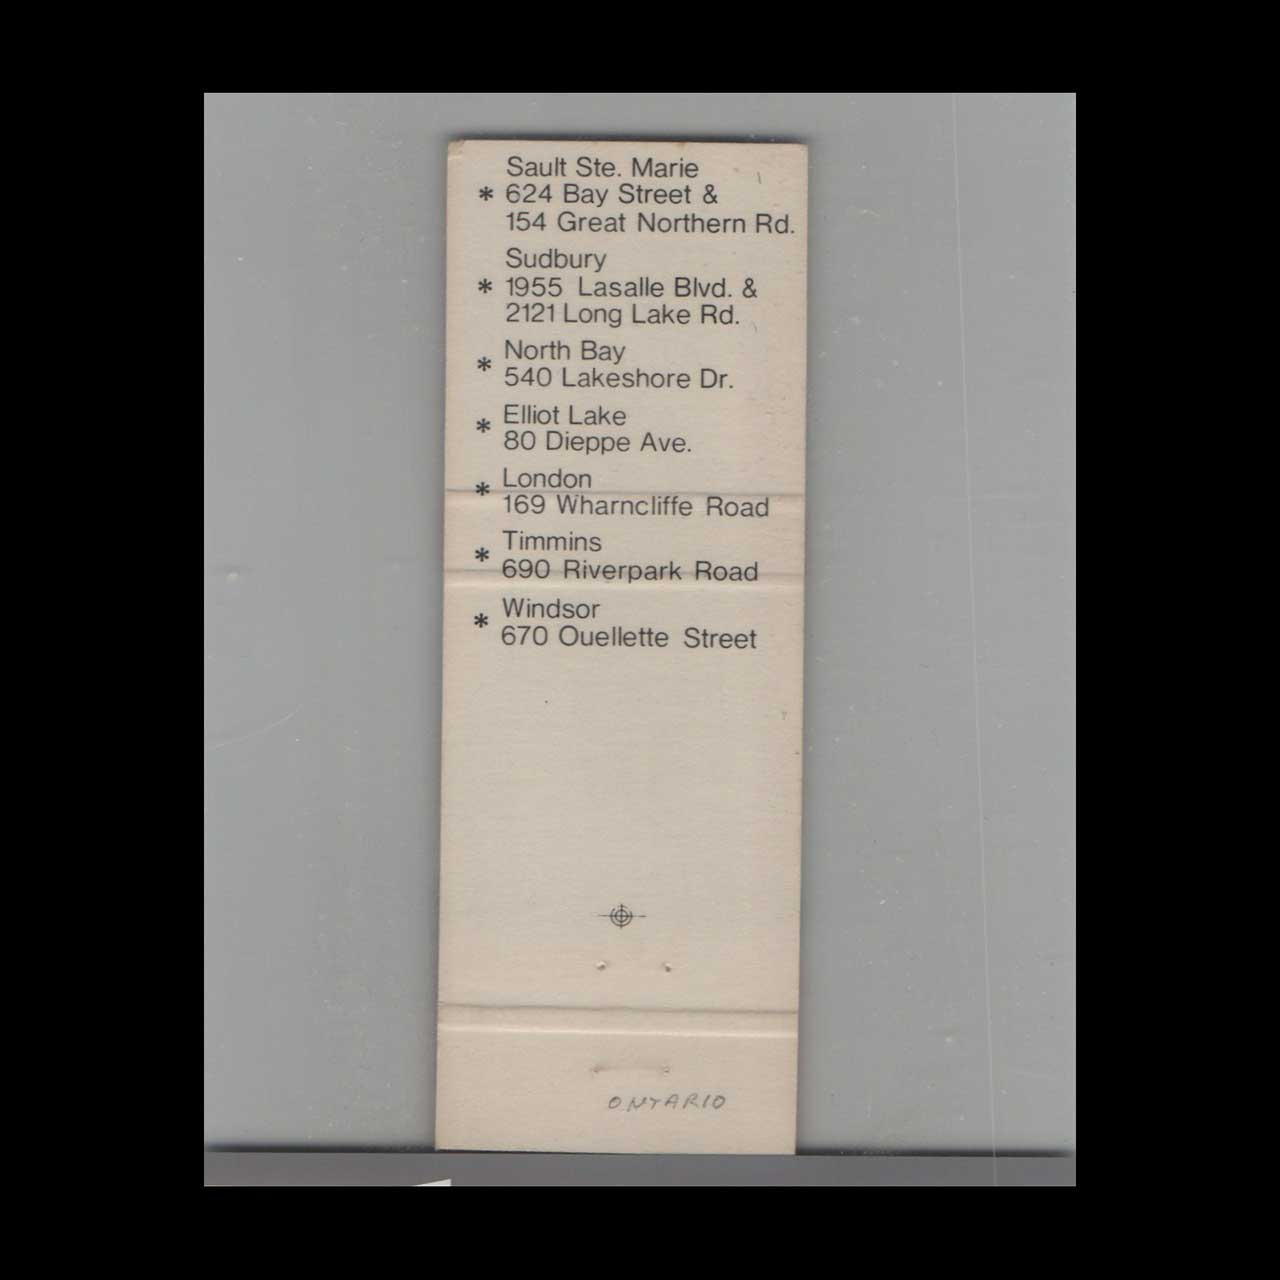 Sault Ste. Marie
* 624 Bay Street &
154 Great Northern Rd.
Sudbury
* 1955 Lasalle Blvd. &
2121 Long Lake Rd.
* North Bay
540 Lakeshore Dr.
* Elliot Lake
80 Dieppe Ave.
* London
169 Wharncliffe Road
* Timmins
690 Riverpark Road
* Windsor
670 Ouellette Street
ONTARIO